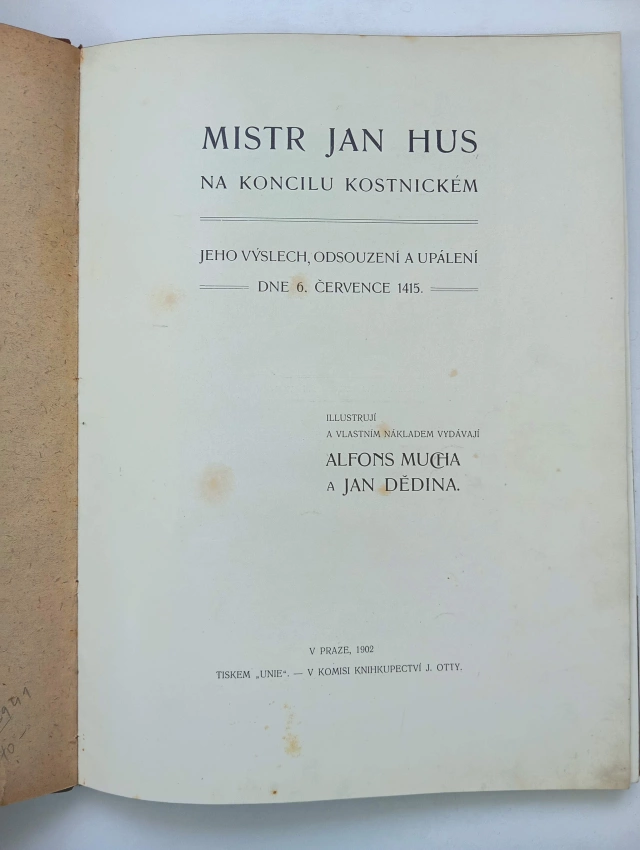 MISTR JAN HUS
NA KONCILU KOSTNICKÉM
JEHO VÝSLECH, ODSOUZENÍ A UPÁLENÍ
DNE 6. ČERVENCE 1415.
ILLUSTRUJÍ
A VLASTNÍM NÁKLADEM VYDÁVAJÍ
ALFONS MUCHA
A JAN DĚDINA.
V PRAZE, 1902
TISKEM „UNIE“. — V KOMISI KNIHKUPECTVÍ J. OTTY.